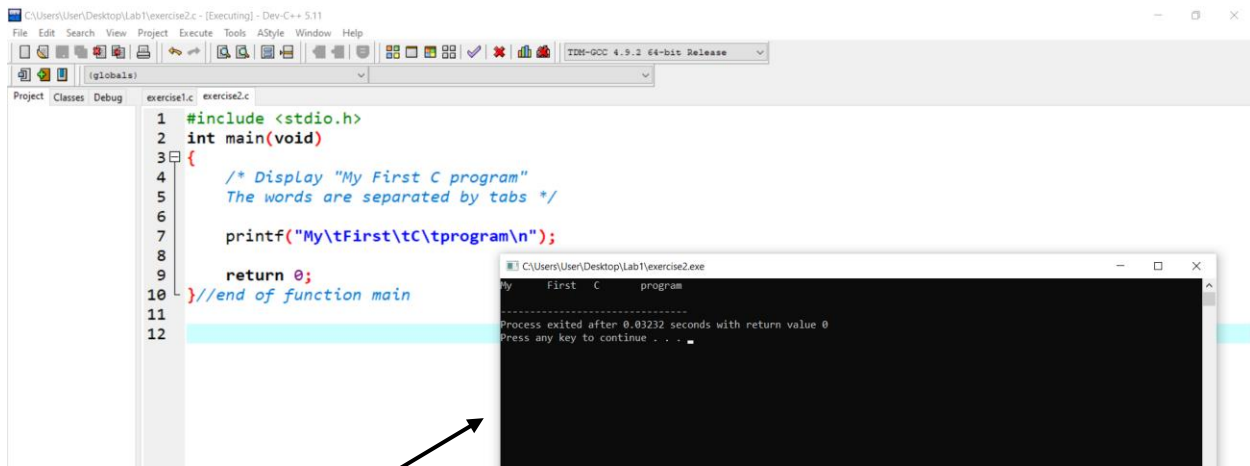 C:\Users\User\Desktop\Lab1\exercise2.c - [Executing] - Dev-C++ 5.11
File Edit Search View Project Execute Tools AStyle Window Help
TDM-GCC 4.9.2 64-bit Release
(globals)
Project Classes Debug exercise1.c exercise2.c
1 #include <stdio.h>
2 int main(void)
3 {
4 /* Display "My First C program"
5 The words are separated by tabs */
6
7 printf("My\tFirst\tC\tprogram\n");
8
9 return 0;
10 }//end of function main
11
12
C:\Users\User\Desktop\Lab1\exercise2.exe
My First C program
--------------------------------
Process exited after 0.03232 seconds with return value 0
Press any key to continue . . .